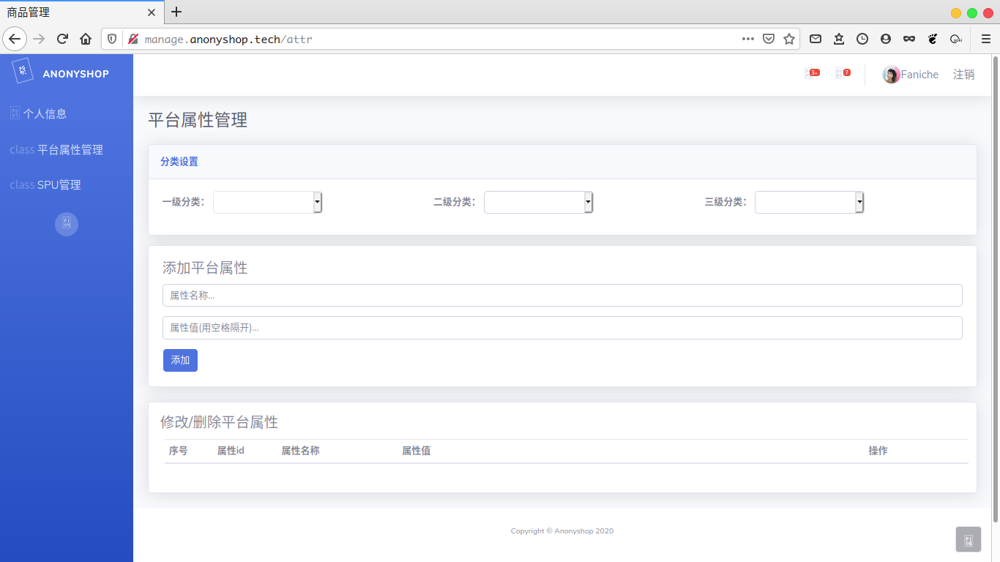 商品管理
manage.anonyshop.tech/attr
ANONYSHOP
3+
7
Faniche
注销
个人信息
class 平台属性管理
class SPU管理
平台属性管理
分类设置
一级分类:
二级分类:
三级分类:
添加平台属性
属性名称...
属性值(用空格隔开)...
添加
修改/删除平台属性
序号 属性id 属性名称 属性值 操作
Copyright © Anonyshop 2020